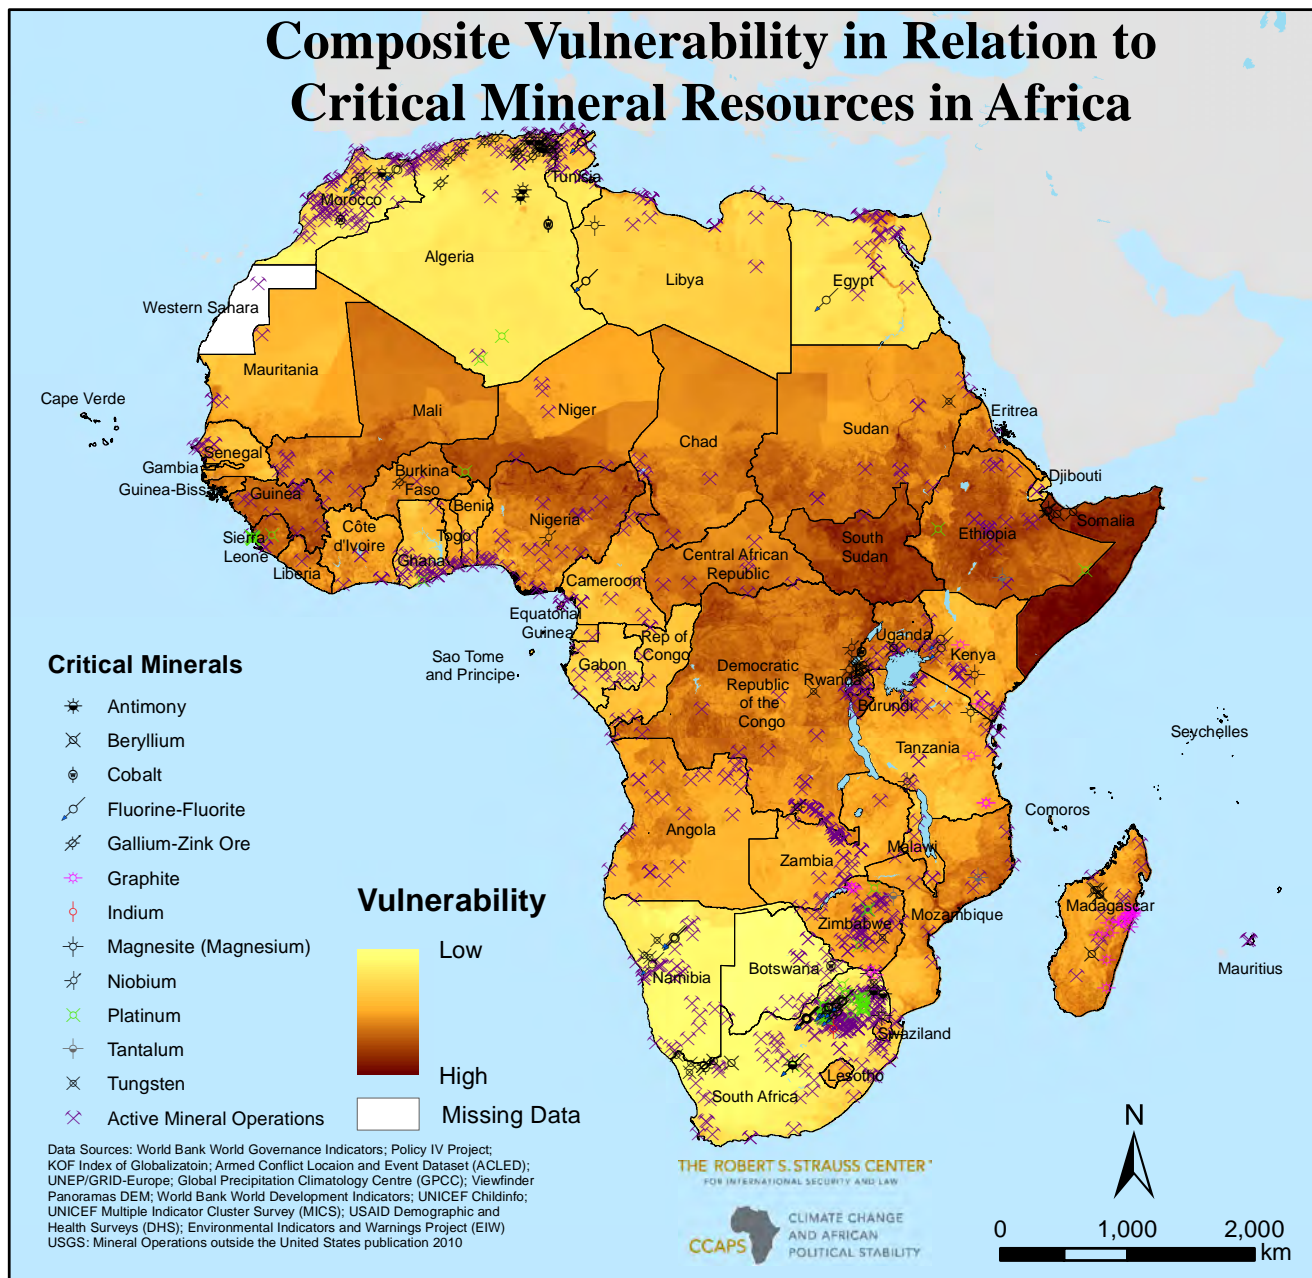 Composite Vulnerability in Relation to
Critical Mineral Resources in Africa
Tunicia
Morocco
Algeria
Libya
Egypt
Western Sahara
Mauritania
Cape Verde
Mali
Niger
Chad
Sudan
Eritrea
Senegal
Gambia
Guinea-Biss
Guinea
Burkina
Faso
Benin
Djibouti
Somalia
Nigeria
Côte
d'Ivoire
Togo
Ghana
Sierra
Leone
Liberia
Ethiopia
South
Sudan
Central African
Republic
Cameroon
Equatorial
Guinea
Sao Tome
and Principe
Rep of
Congo
Gabon
Uganda
Kenya
Democratic
Republic
of the
Congo
Rwanda
Burundi
Tanzania
Seychelles
Comoros
Angola
Zambia
Malawi
Mozambique
Zimbabwe
Madagascar
Mauritius
Namibia
Botswana
Swaziland
Lesotho
South Africa
Critical Minerals
Antimony
Beryllium
Cobalt
Fluorine-Fluorite
Gallium-Zink Ore
Graphite
Indium
Magnesite (Magnesium)
Niobium
Platinum
Tantalum
Tungsten
Active Mineral Operations
Vulnerability
Low
High
Missing Data
Data Sources: World Bank World Governance Indicators; Policy IV Project;
KOF Index of Globalizatoin; Armed Conflict Locaion and Event Dataset (ACLED);
UNEP/GRID-Europe; Global Precipitation Climatology Centre (GPCC); Viewfinder
Panoramas DEM; World Bank World Development Indicators; UNICEF Childinfo;
UNICEF Multiple Indicator Cluster Survey (MICS); USAID Demographic and
Health Surveys (DHS); Environmental Indicators and Warnings Project (EIW)
USGS: Mineral Operations outside the United States publication 2010
THE ROBERT S. STRAUSS CENTER
FOR INTERNATIONAL SECURITY AND LAW
CCAPS
CLIMATE CHANGE
AND AFRICAN
POLITICAL STABILITY
N
0 1,000 2,000
km